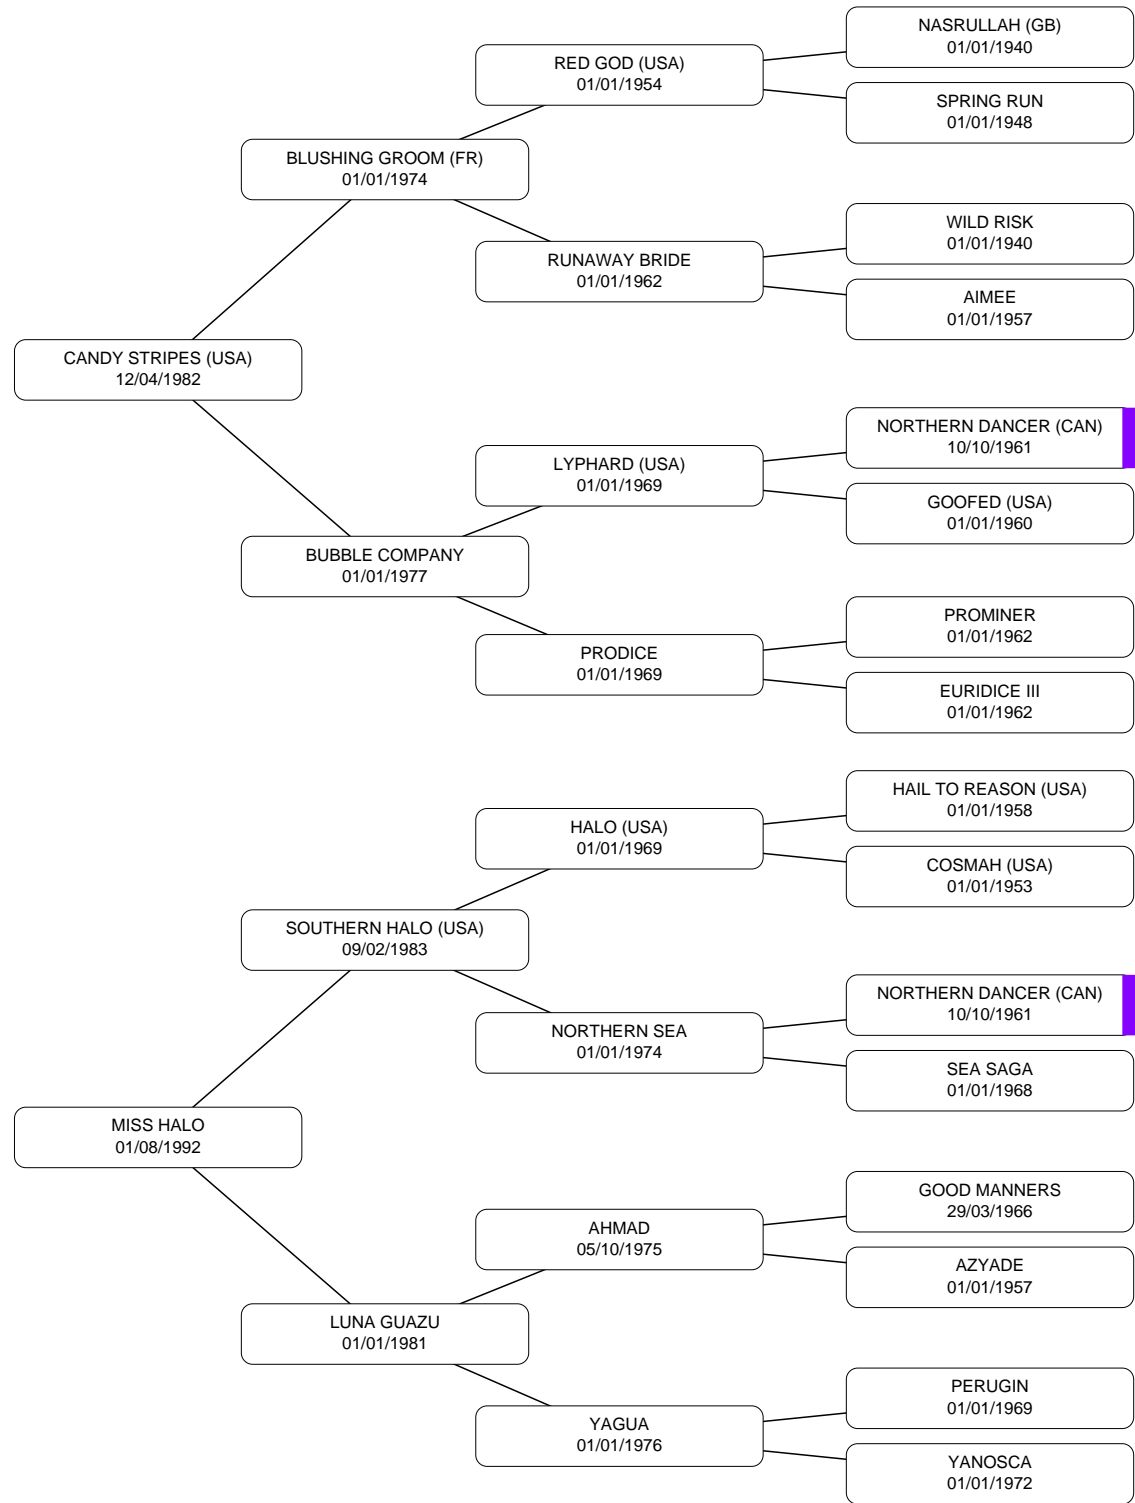 NASRULLAH (GB)
01/01/1940
RED GOD (USA)
01/01/1954
SPRING RUN
01/01/1948
BLUSHING GROOM (FR)
01/01/1974
WILD RISK
01/01/1940
RUNAWAY BRIDE
01/01/1962
AIMEE
01/01/1957
CANDY STRIPES (USA)
12/04/1982
NORTHERN DANCER (CAN)
10/10/1961
LYPHARD (USA)
01/01/1969
GOOFED (USA)
01/01/1960
BUBBLE COMPANY
01/01/1977
PROMINER
01/01/1962
PRODICE
01/01/1969
EURIDICE III
01/01/1962
HAIL TO REASON (USA)
01/01/1958
HALO (USA)
01/01/1969
COSMAH (USA)
01/01/1953
SOUTHERN HALO (USA)
09/02/1983
NORTHERN DANCER (CAN)
10/10/1961
NORTHERN SEA
01/01/1974
SEA SAGA
01/01/1968
MISS HALO
01/08/1992
GOOD MANNERS
29/03/1966
AHMAD
05/10/1975
AZYADE
01/01/1957
LUNA GUAZU
01/01/1981
PERUGIN
01/01/1969
YAGUA
01/01/1976
YANOSCA
01/01/1972